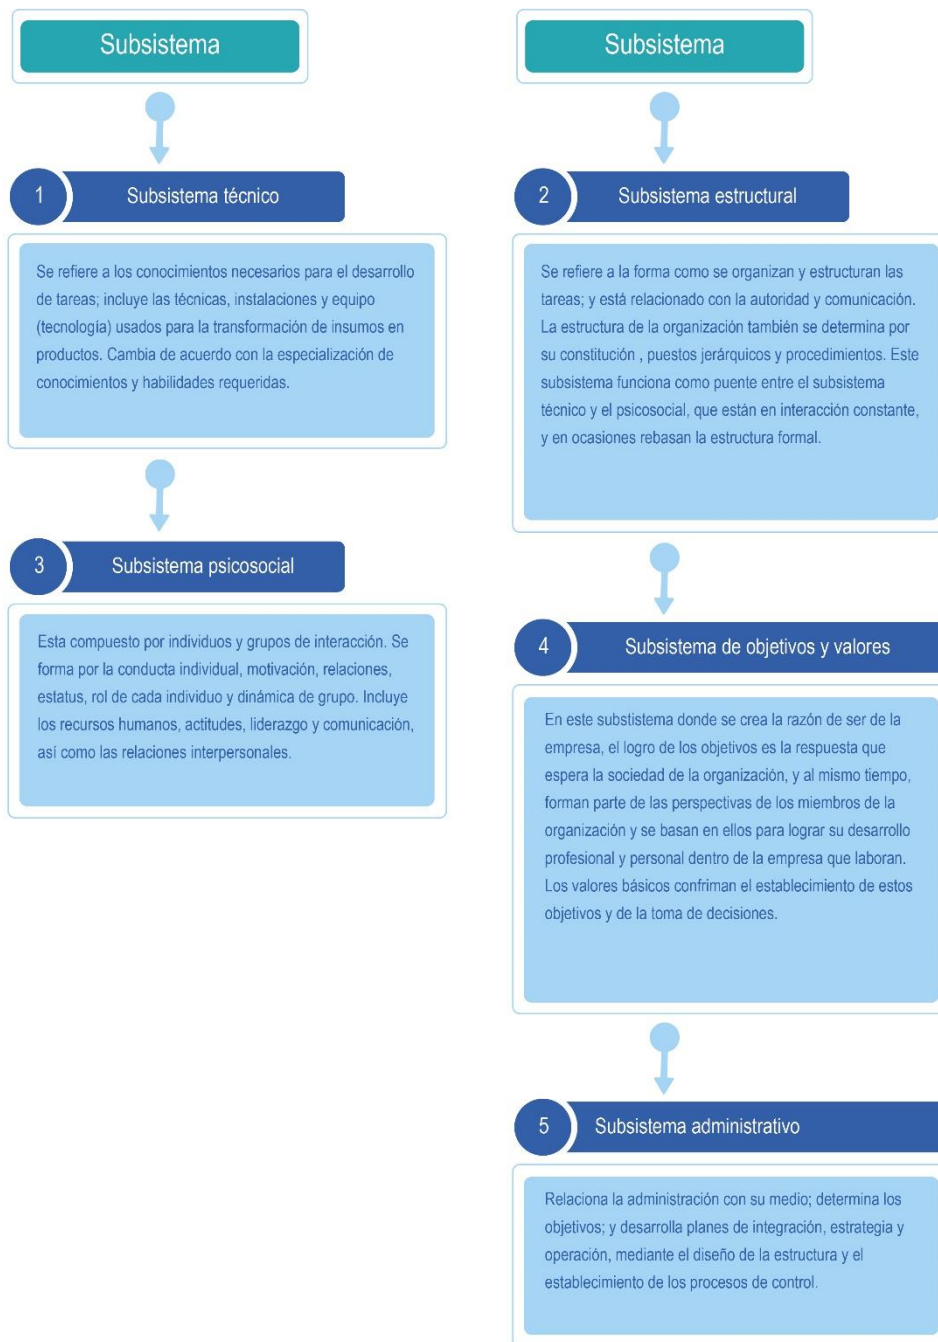 Subsistema
1
Subsistema técnico
Se refiere a los conocimientos necesarios para el desarrollo
de tareas; incluye las técnicas, instalaciones y equipo
(tecnología) usados para la transformación de insumos en
productos. Cambia de acuerdo con la especialización de
conocimientos y habilidades requeridas.
3
Subsistema psicosocial
Esta compuesto por individuos y grupos de interacción. Se
forma por la conducta individual, motivación, relaciones,
estatus, rol de cada individuo y dinámica de grupo. Incluye
los recursos humanos, actitudes, liderazgo y comunicación,
así como las relaciones interpersonales.
Subsistema
2
Subsistema estructural
Se refiere a la forma como se organizan y estructuran las
tareas; y está relacionado con la autoridad y comunicación.
La estructura de la organización también se determina por
su constitución , puestos jerárquicos y procedimientos. Este
subsistema funciona como puente entre el subsistema
técnico y el psicosocial, que están en interacción constante,
y en ocasiones rebasan la estructura formal.
4
Subsistema de objetivos y valores
En este substistema donde se crea la razón de ser de la
empresa, el logro de los objetivos es la respuesta que
espera la sociedad de la organización, y al mismo tiempo,
forman parte de las perspectivas de los miembros de la
organización y se basan en ellos para lograr su desarrollo
profesional y personal dentro de la empresa que laboran.
Los valores básicos confriman el establecimiento de estos
objetivos y de la toma de decisiones.
5
Subsistema administrativo
Relaciona la administración con su medio; determina los
objetivos; y desarrolla planes de integración, estrategia y
operación, mediante el diseño de la estructura y el
establecimiento de los procesos de control.